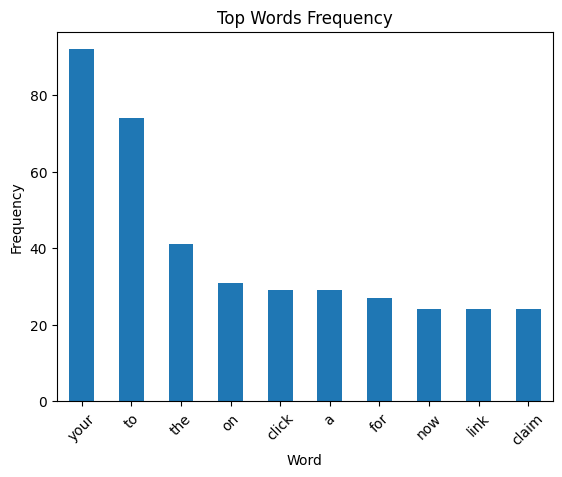 Top Words Frequency
Frequency
80
60
40
20
0
your
to
the
on
click
a
for
now
link
claim
Word